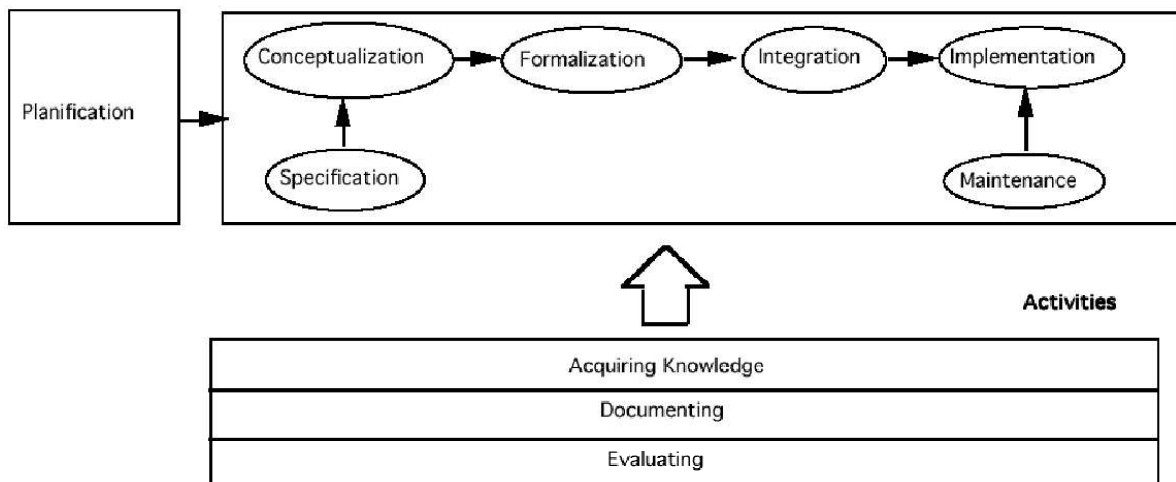 Planification
Conceptualization
Formalization
Integration
Implementation
Specification
Maintenance
Activities
Acquiring Knowledge
Documenting
Evaluating